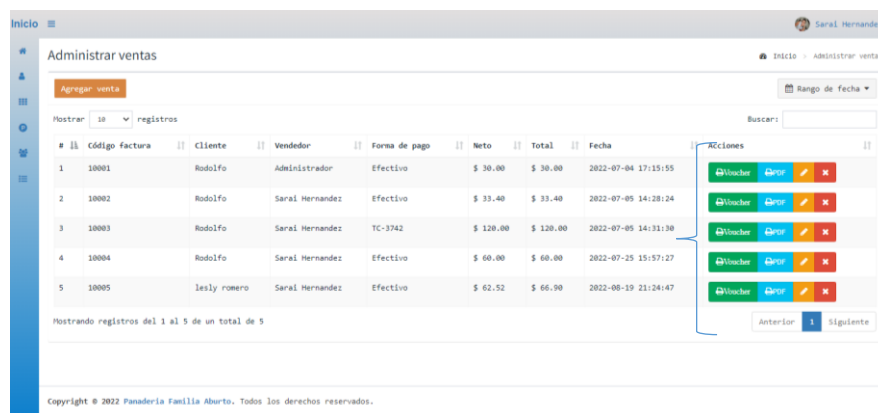 Inicio
Sarai Hernande
Administrar ventas
Inicio > Administrar venta
Agregar venta
Rango de fecha
Mostrar 10 registros
Buscar:
# Código factura Cliente Vendedor Forma de pago Neto Total Fecha Acciones
1 10001 Rodolfo Administrador Efectivo $ 30.00 $ 30.00 2022-07-04 17:15:55 Voucher PDF
2 10002 Rodolfo Sarai Hernandez Efectivo $ 33.40 $ 33.40 2022-07-05 14:28:24 Voucher PDF
3 10003 Rodolfo Sarai Hernandez TC-3742 $ 120.00 $ 120.00 2022-07-05 14:31:30 Voucher PDF
4 10004 Rodolfo Sarai Hernandez Efectivo $ 60.00 $ 60.00 2022-07-25 15:57:27 Voucher PDF
5 10005 lesly romero Sarai Hernandez Efectivo $ 62.52 $ 66.90 2022-08-19 21:24:47 Voucher PDF
Mostrando registros del 1 al 5 de un total de 5
Anterior 1 Siguiente
Copyright © 2022 Panaderia Familia Aburto. Todos los derechos reservados.